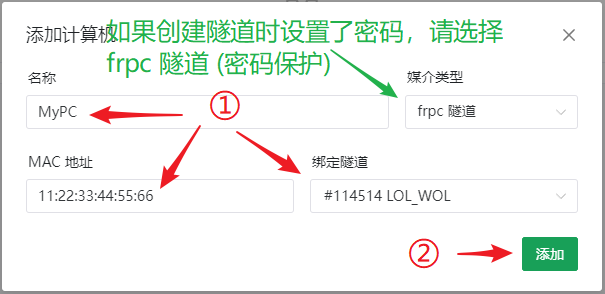 添加计算机
如果创建隧道时设置了密码，请选择
frpc 隧道 (密码保护)
名称
媒介类型
MyPC
frpc 隧道
①
MAC 地址
绑定隧道
11:22:33:44:55:66
#114514 LOL_WOL
②
添加